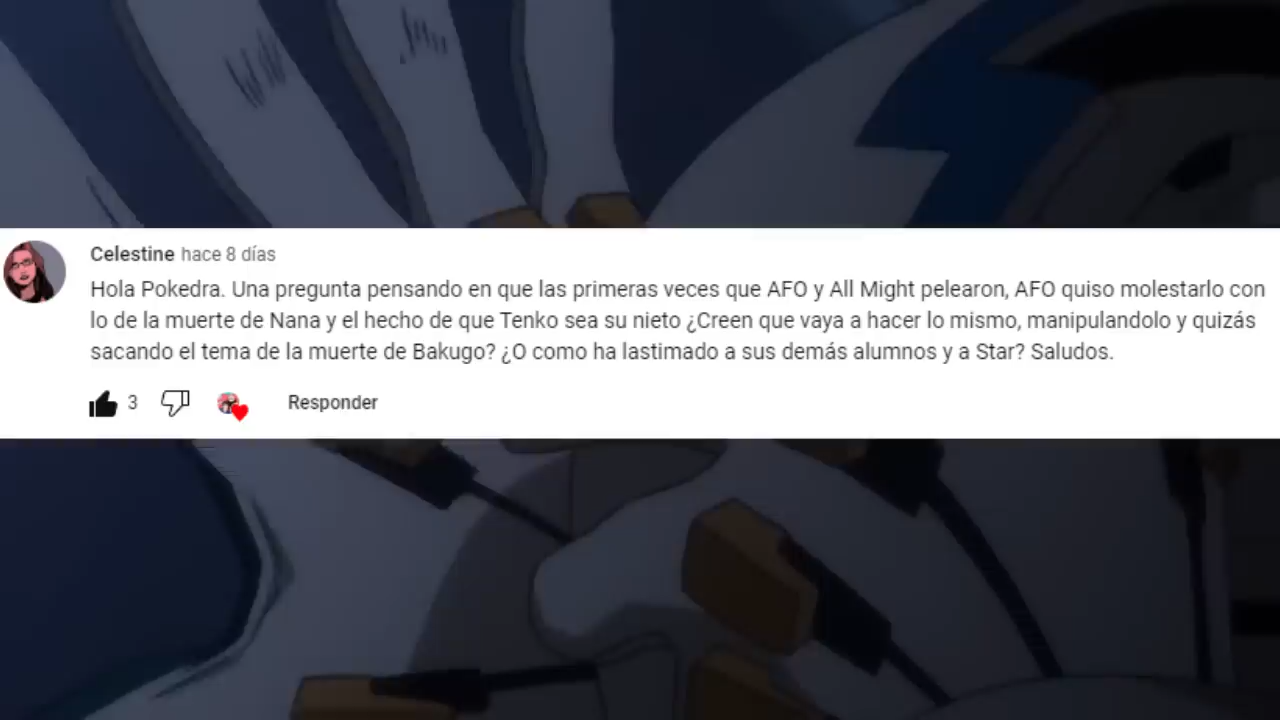 Celestine hace 8 días
Hola Pokedra. Una pregunta pensando en que las primeras veces que AFO y All Might pelearon, AFO quiso molestarlo con
lo de la muerte de Nana y el hecho de que Tenko sea su nieto ¿Creen que vaya a hacer lo mismo, manipulandolo y quizás
sacando el tema de la muerte de Bakugo? ¿O como ha lastimado a sus demás alumnos y a Star? Saludos.
3 Responder